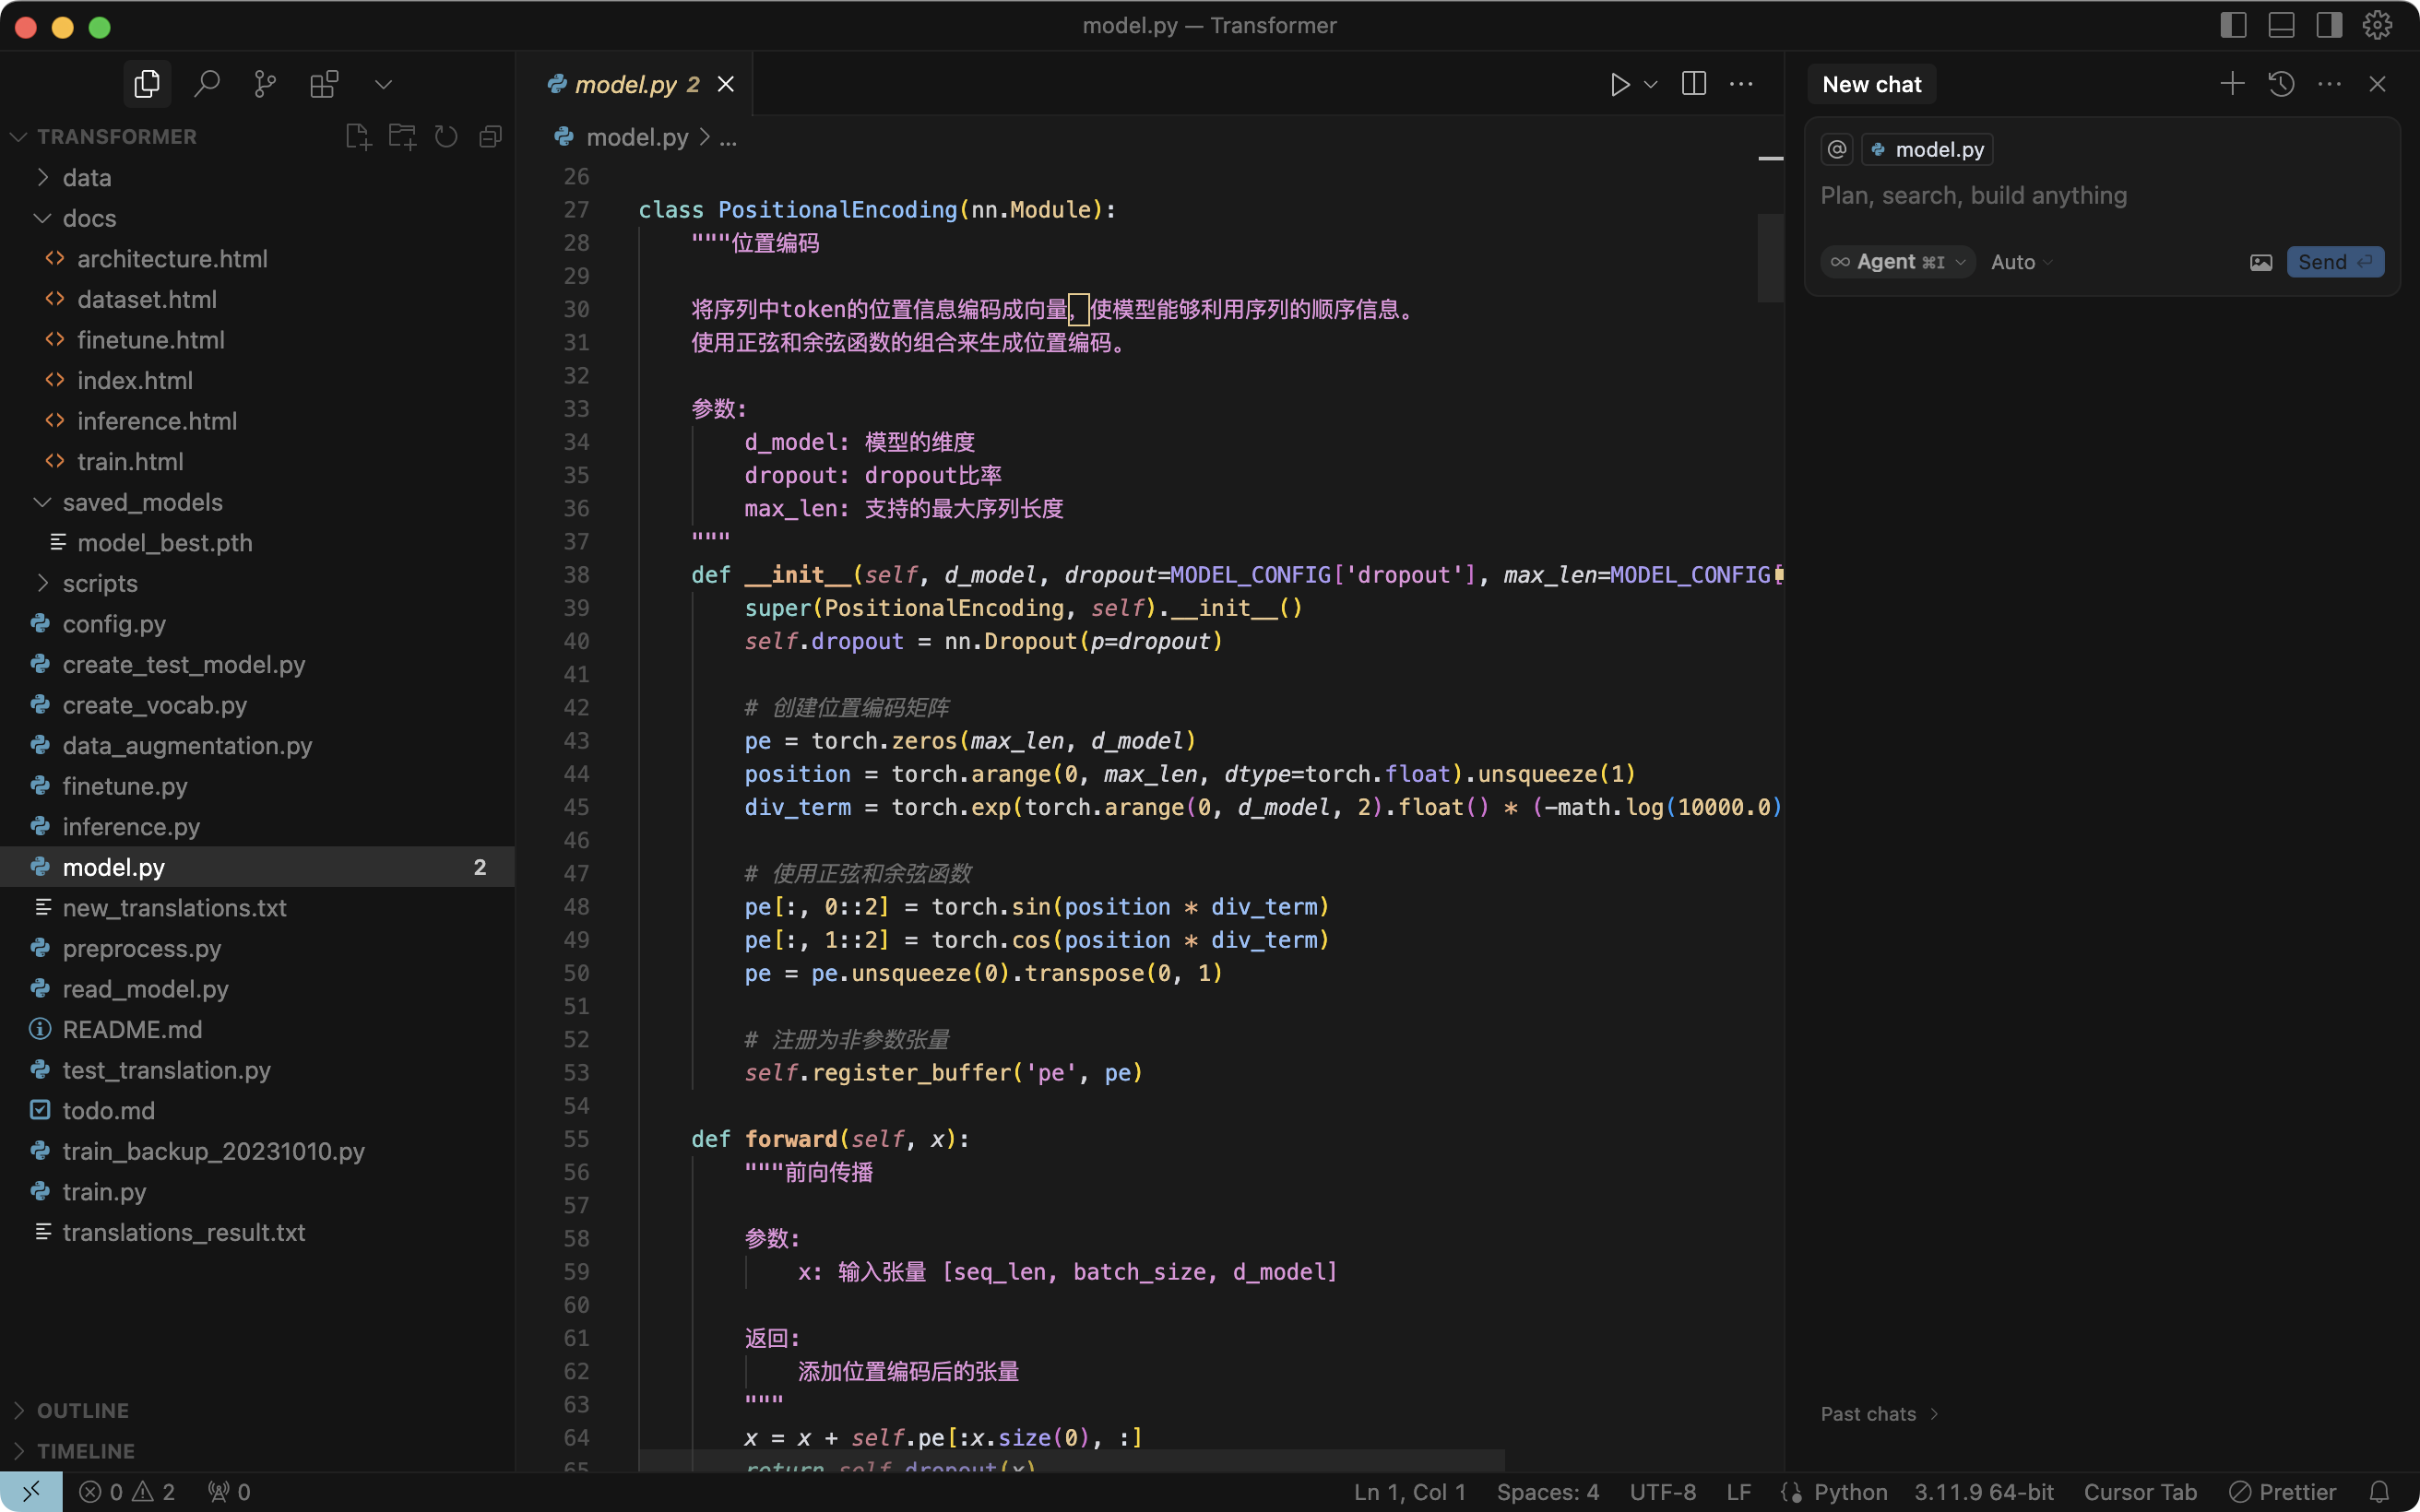 model.py — Transformer
TRANSFORMER
data
docs
architecture.html
dataset.html
finetune.html
index.html
inference.html
train.html
saved_models
model_best.pth
scripts
config.py
create_test_model.py
create_vocab.py
data_augmentation.py
finetune.py
inference.py
model.py 2
new_translations.txt
preprocess.py
read_model.py
README.md
test_translation.py
todo.md
train_backup_20231010.py
train.py
translations_result.txt
OUTLINE
TIMELINE
model.py 2
model.py > ...
26
27 class PositionalEncoding(nn.Module):
28     """位置编码
29
30     将序列中token的位置信息编码成向量，使模型能够利用序列的顺序信息。
31     使用正弦和余弦函数的组合来生成位置编码。
32
33     参数:
34         d_model: 模型的维度
35         dropout: dropout比率
36         max_len: 支持的最大序列长度
37     """
38     def __init__(self, d_model, dropout=MODEL_CONFIG['dropout'], max_len=MODEL_CONFIG[
39         super(PositionalEncoding, self).__init__()
40         self.dropout = nn.Dropout(p=dropout)
41
42         # 创建位置编码矩阵
43         pe = torch.zeros(max_len, d_model)
44         position = torch.arange(0, max_len, dtype=torch.float).unsqueeze(1)
45         div_term = torch.exp(torch.arange(0, d_model, 2).float() * (-math.log(10000.0)
46
47         # 使用正弦和余弦函数
48         pe[:, 0::2] = torch.sin(position * div_term)
49         pe[:, 1::2] = torch.cos(position * div_term)
50         pe = pe.unsqueeze(0).transpose(0, 1)
51
52         # 注册为非参数张量
53         self.register_buffer('pe', pe)
54
55     def forward(self, x):
56         """前向传播
57
58         参数:
59             x: 输入张量 [seq_len, batch_size, d_model]
60
61         返回:
62             添加位置编码后的张量
63         """
64         x = x + self.pe[:x.size(0), :]
65         return self.dropout(x)
New chat
@ model.py
Plan, search, build anything
∞ Agent ⌘I Auto Send
Past chats >
0 2 0 Ln 1, Col 1 Spaces: 4 UTF-8 LF Python 3.11.9 64-bit Cursor Tab Prettier